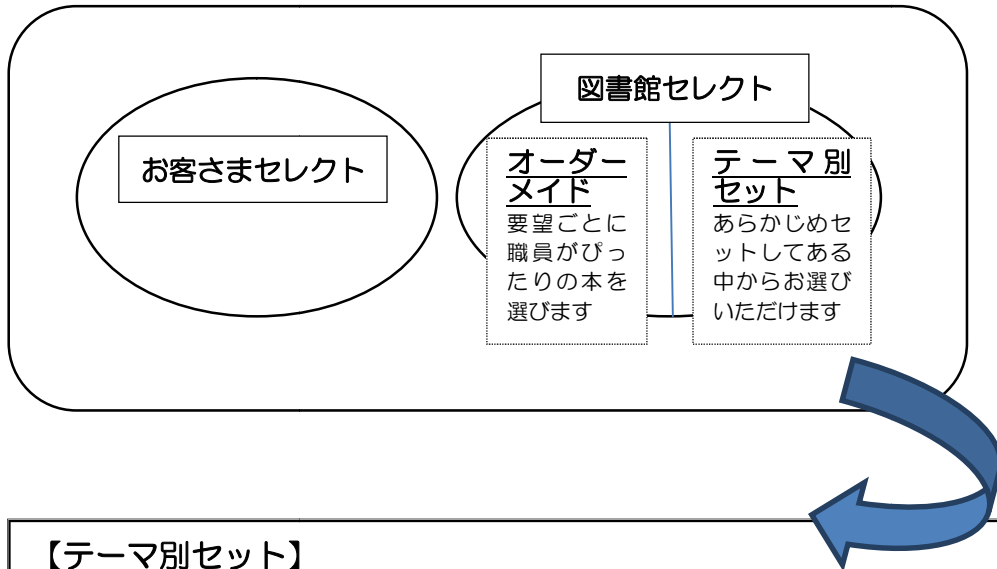 図書館セレクト
お客さまセレクト
オーダー
メイド
要望ごとに
職員がぴっ
たりの本を
選びます
テーマ別
セット
あらかじめセ
ットしてある
中からお選び
いただけます
【テーマ別セット】